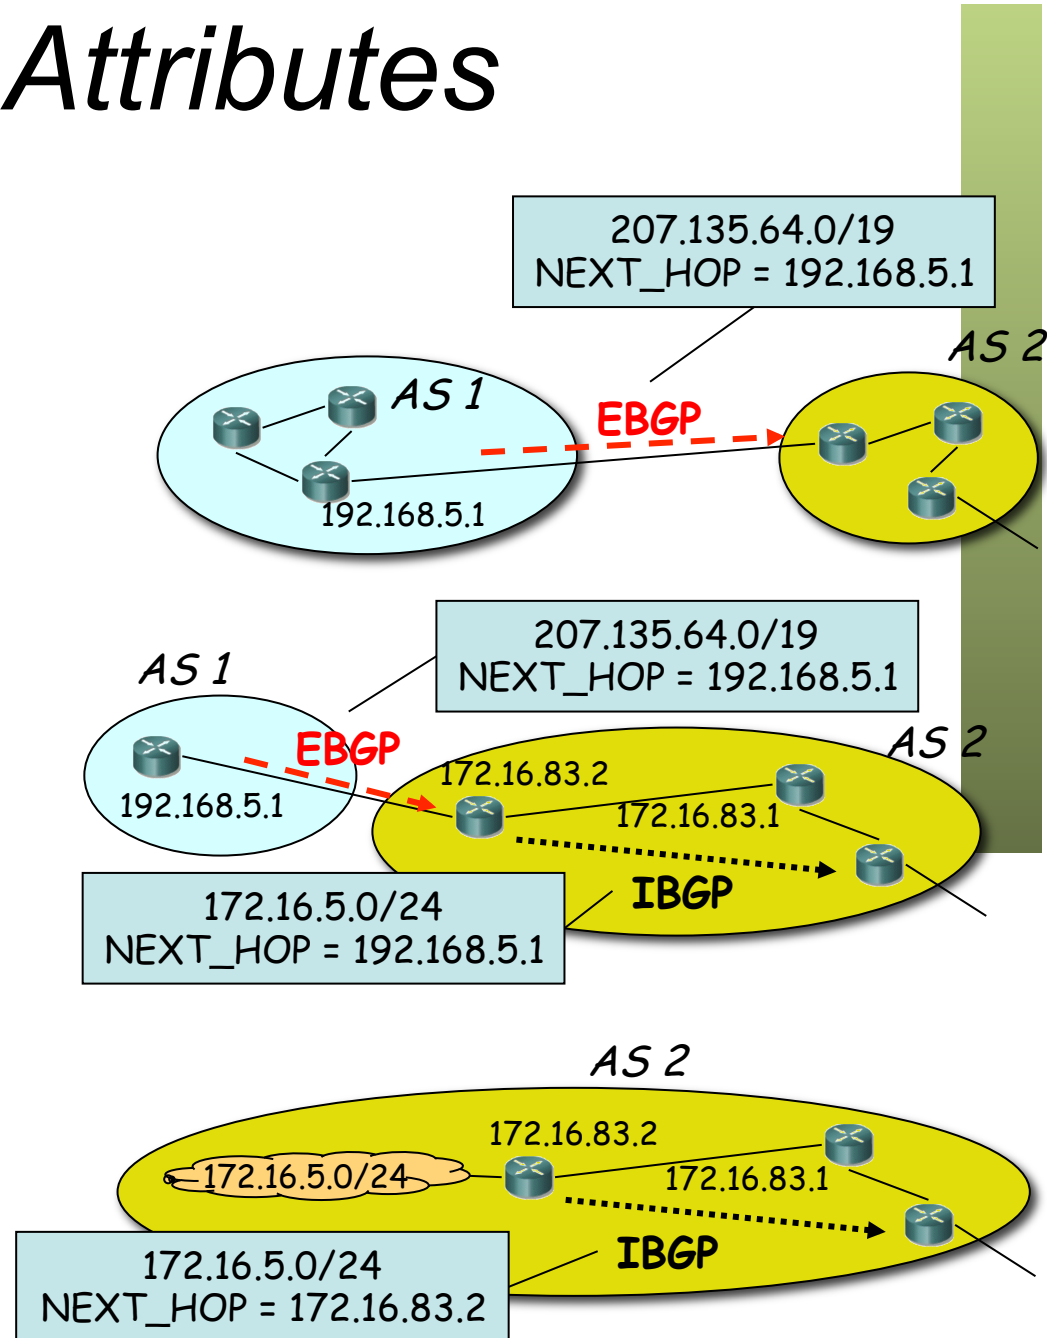 Attributes
207.135.64.0/19
NEXT_HOP = 192.168.5.1
AS 2
AS 1
EBGP
192.168.5.1
207.135.64.0/19
NEXT_HOP = 192.168.5.1
AS 1
AS 2
EBGP
172.16.83.2
192.168.5.1
172.16.83.1
IBGP
172.16.5.0/24
NEXT_HOP = 192.168.5.1
AS 2
172.16.83.2
172.16.5.0/24
172.16.83.1
IBGP
172.16.5.0/24
NEXT_HOP = 172.16.83.2